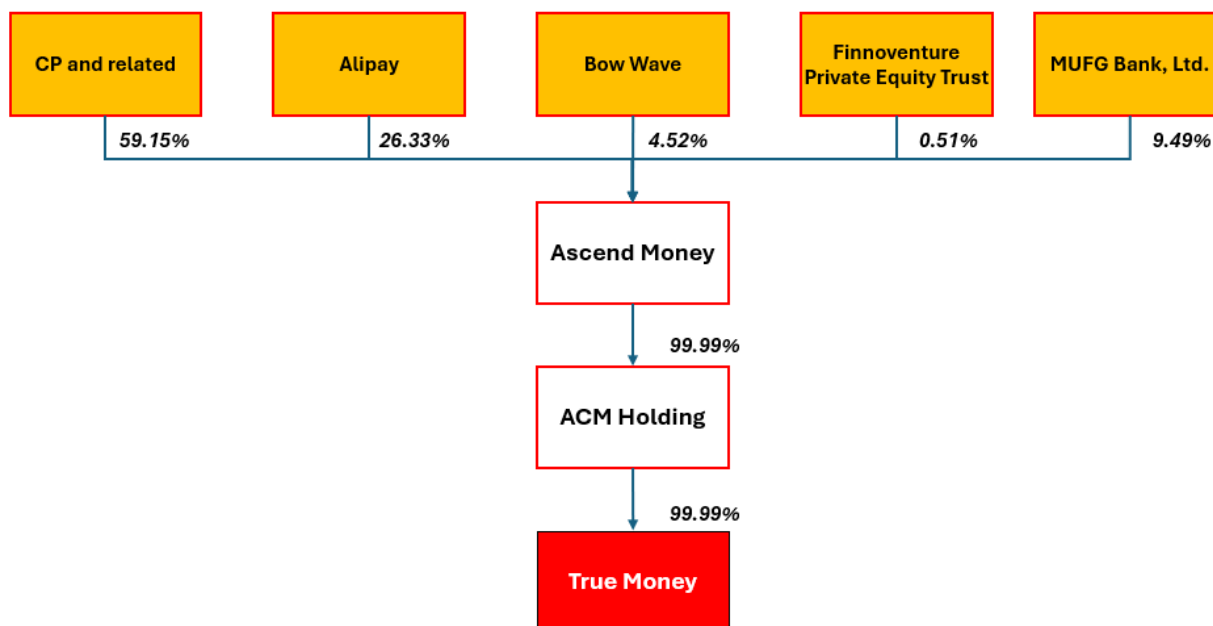 CP and related
Alipay
Bow Wave
Finnoventure
Private Equity Trust
MUFG Bank, Ltd.
59.15%
26.33%
4.52%
0.51%
9.49%
Ascend Money
99.99%
ACM Holding
99.99%
True Money